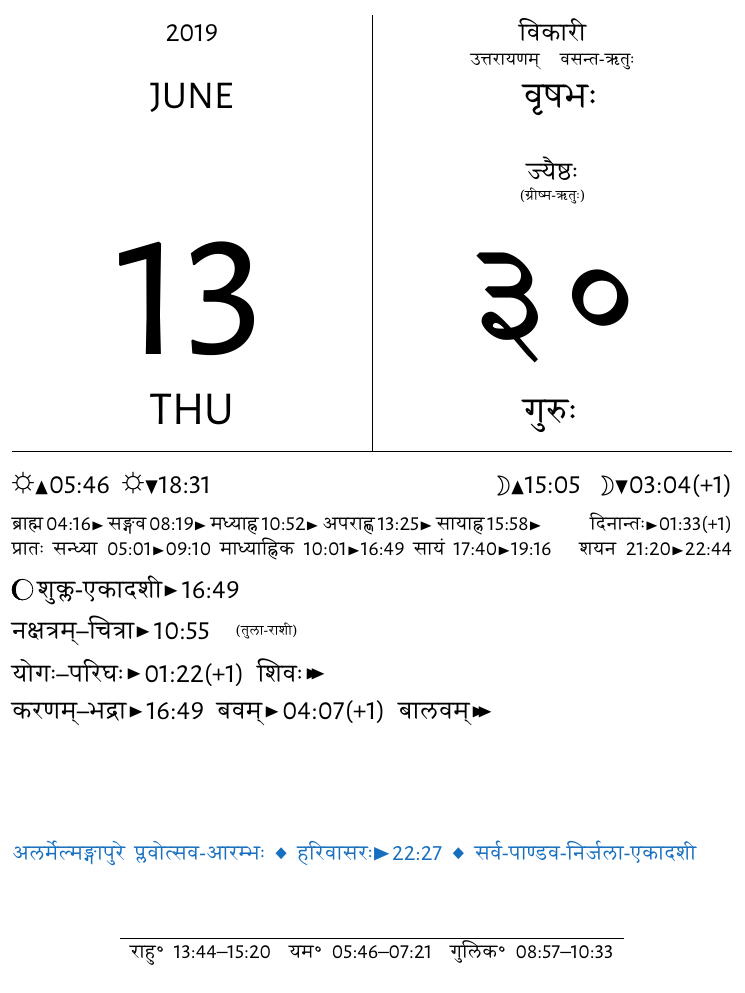 2019
JUNE
13
THU
विकारी
उत्तरायणम् वसन्त-ऋतुः
वृषभः
ज्यैष्ठः
(ग्रीष्म-ऋतुः)
३०
गुरुः
☼▲05:46 ☼▼18:31 ☽▲15:05 ☽▼03:04(+1)
ब्राह्म 04:16► सङ्गव 08:19► मध्याह्न 10:52► अपराह्ण 13:25► सायाह्न 15:58► दिनान्तः►01:33(+1)
प्रातः सन्ध्या 05:01►09:10 माध्याह्निक 10:01►16:49 सायं 17:40►19:16 शयन 21:20►22:44
शुक्ल-एकादशी►16:49
नक्षत्रम्–चित्रा►10:55 (तुला-राशी)
योगः–परिघः►01:22(+1) शिवः►►
करणम्–भद्रा►16:49 बवम्►04:07(+1) बालवम्►►
अलर्मेल्मङ्गापुरे प्लवोत्सव-आरम्भः ◆ हरिवासरः►22:27 ◆ सर्व-पाण्डव-निर्जला-एकादशी
राहु॰ 13:44–15:20 यम॰ 05:46–07:21 गुलिक॰ 08:57–10:33